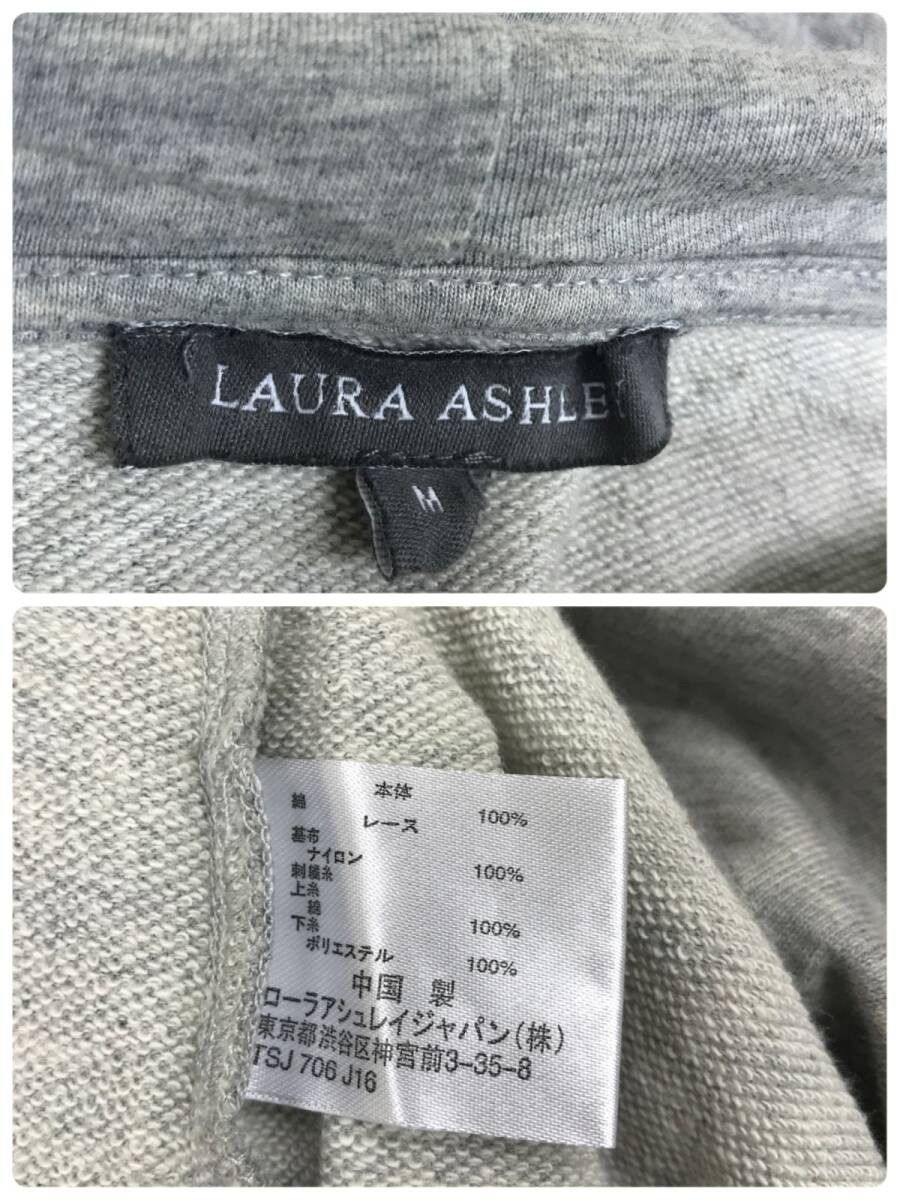 LAURA ASHLEY
M
本体
綿 100%
レース
基布
ナイロン 100%
刺繍糸
上糸
綿 100%
下糸
ポリエステル 100%
中国 製
ローラアシュレイジャパン(株)
東京都渋谷区神宮前3-35-8
TSJ 706 J16